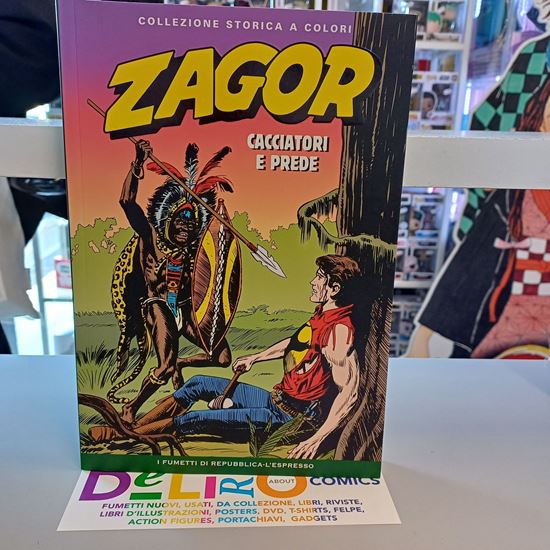 COLLEZIONE STORICA A COLORI
ZAGOR
CACCIATORI
E PREDE
I FUMETTI DI REPUBBLICA-L'ESPRESSO
DéLIRO
ABOUT
COMICS
FUMETTI NUOVI, USATI, DA COLLEZIONE, LIBRI, RIVISTE,
LIBRI D'ILLUSTRAZIONI, POSTERS, DVD, T-SHIRTS, FELPE,
ACTION FIGURES, PORTACHIAVI, GADGETS